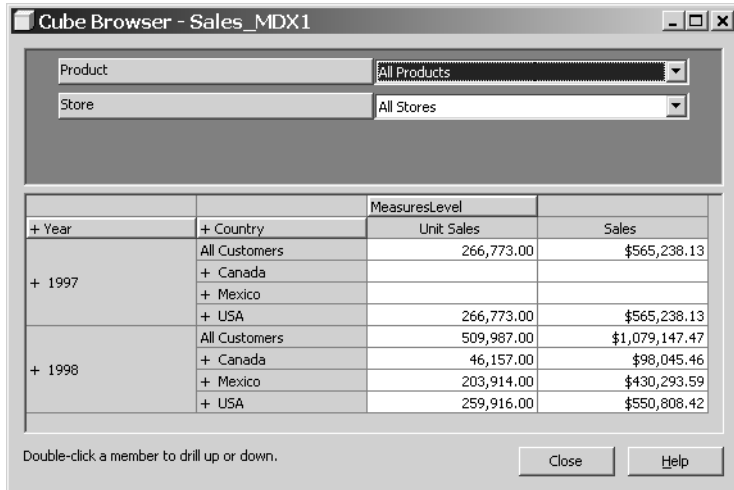 Cube Browser - Sales_MDX1
Product All Products
Store All Stores
MeasuresLevel
+ Year + Country Unit Sales Sales
All Customers 266,773.00 $565,238.13
+ 1997
+ Canada
+ Mexico
+ USA 266,773.00 $565,238.13
All Customers 509,987.00 $1,079,147.47
+ 1998
+ Canada 46,157.00 $98,045.46
+ Mexico 203,914.00 $430,293.59
+ USA 259,916.00 $550,808.42
Double-click a member to drill up or down. Close Help